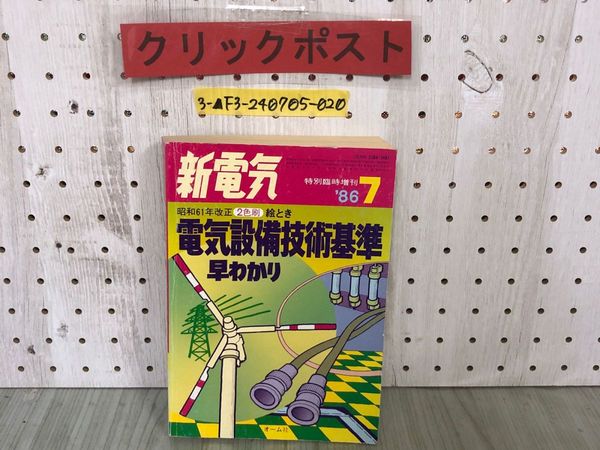 クリックポスト
3-▲F3-240705-020
新電気
特別臨時増刊
'86 7
昭和61年改正 2色刷 絵とき
電気設備技術基準
早わかり
オーム社